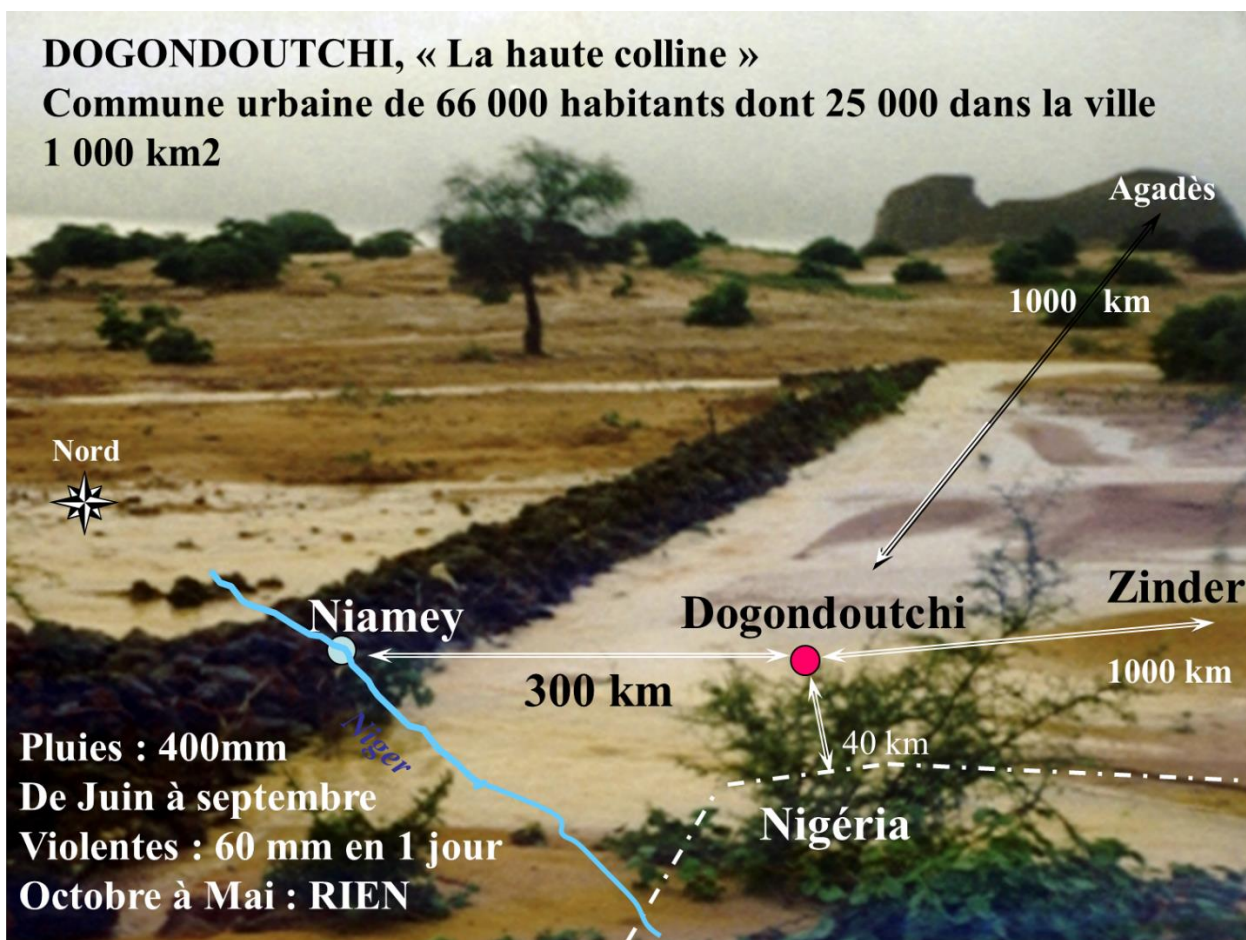 DOGONDOUTCHI, « La haute colline »
Commune urbaine de 66 000 habitants dont 25 000 dans la ville
1 000 km2
Agadès
1000 km
Nord
Niamey
Dogondoutchi
Zinder
300 km
1000 km
Niger
40 km
Nigéria
Pluies : 400mm
De Juin à septembre
Violentes : 60 mm en 1 jour
Octobre à Mai : RIEN